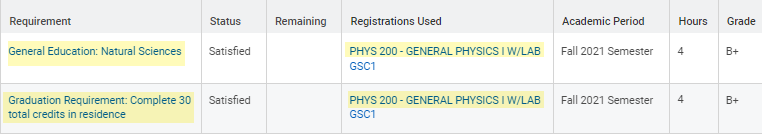 Requirement Status Remaining Registrations Used Academic Period Hours Grade
General Education: Natural Sciences Satisfied PHYS 200 - GENERAL PHYSICS I W/LAB Fall 2021 Semester 4 B+
GSC1
Graduation Requirement: Complete 30 Satisfied PHYS 200 - GENERAL PHYSICS I W/LAB Fall 2021 Semester 4 B+
total credits in residence GSC1